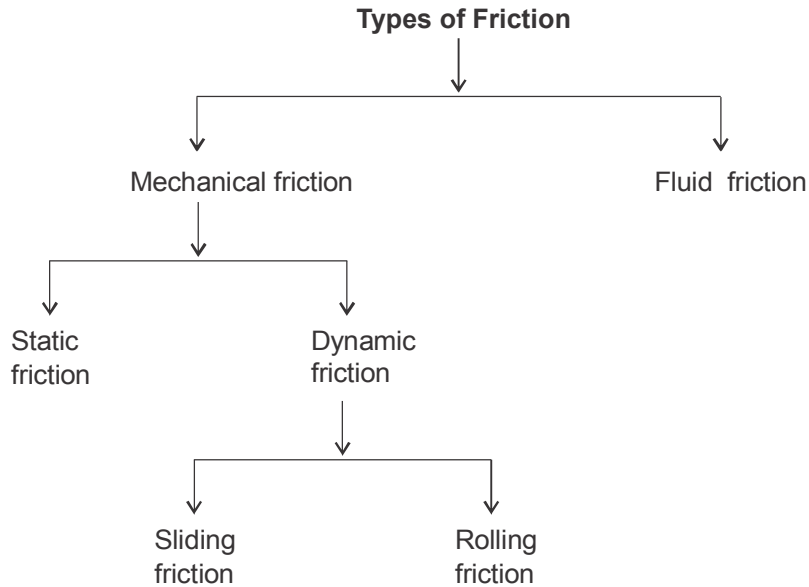 Types of Friction
Mechanical friction
Fluid friction
Static
friction
Dynamic
friction
Sliding
friction
Rolling
friction